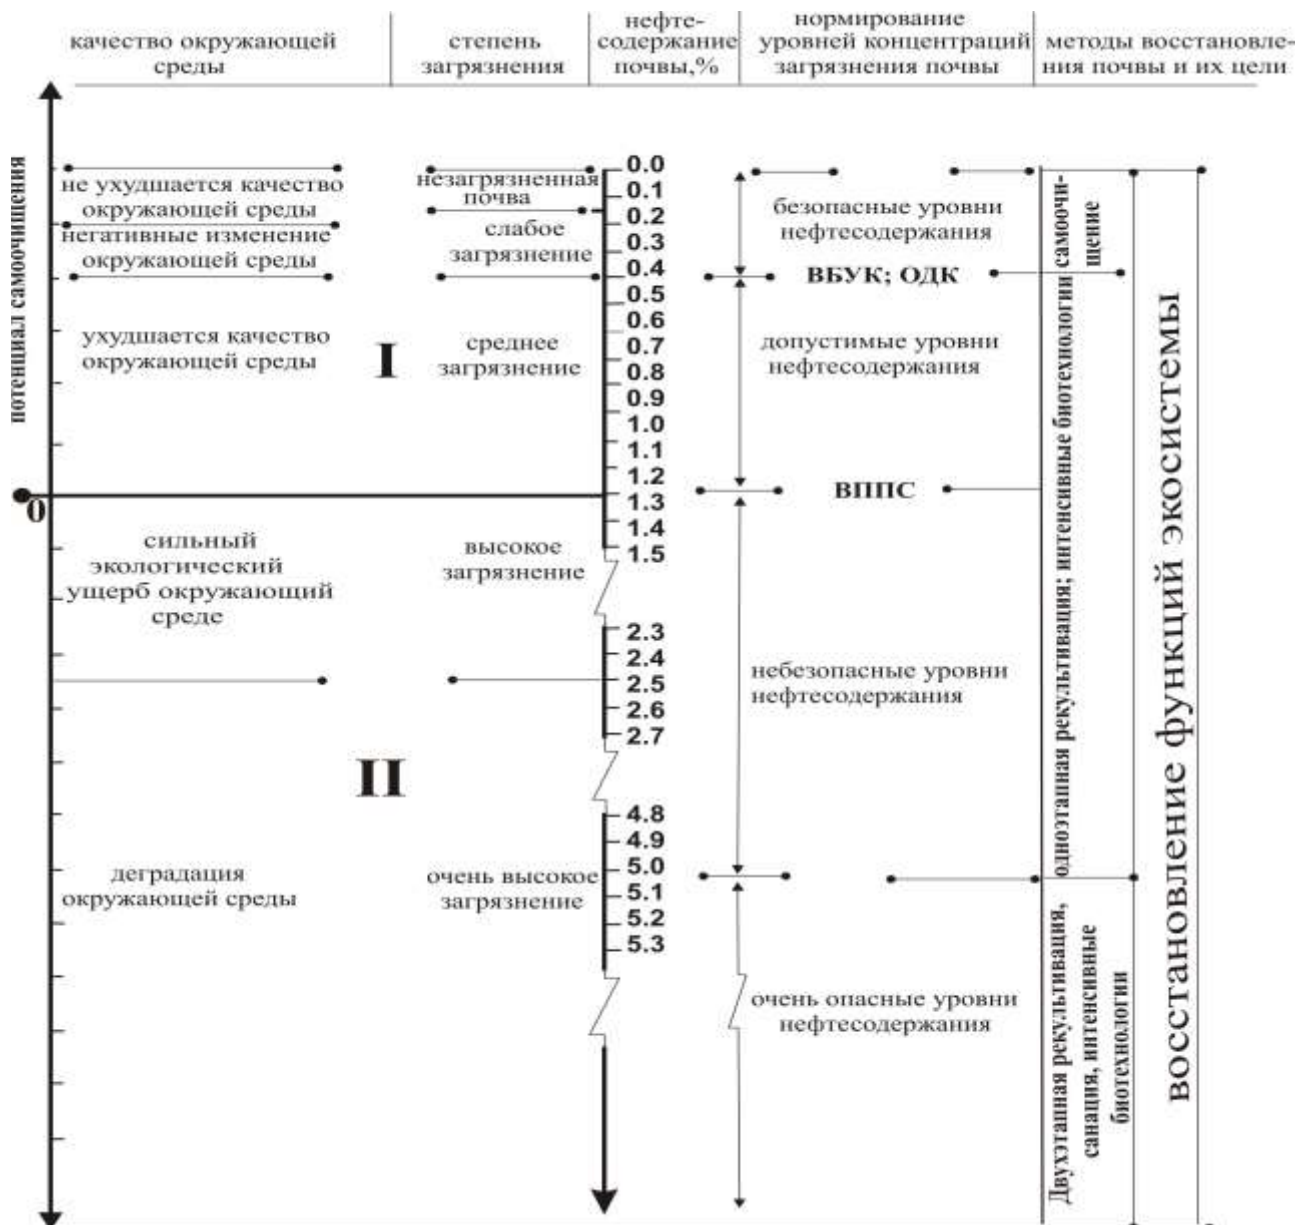 качество окружающей
среды
степень
загрязнения
нефте-
содержание
почвы,%
нормирование
уровней концентраций
загрязнения почвы
методы восстановле-
ния почвы и их цели
потенциал самоочищения
0
не ухудшается качество
окружающей среды
негативные изменение
окружающей среды
ухудшается качество
окружающей среды
I
сильный
экологический
ущерб окружающий
среде
II
деградация
окружающей среды
незагрязненная
почва
слабое
загрязнение
среднее
загрязнение
высокое
загрязнение
очень высокое
загрязнение
0.0
0.1
0.2
0.3
0.4
0.5
0.6
0.7
0.8
0.9
1.0
1.1
1.2
1.3
1.4
1.5
2.3
2.4
2.5
2.6
2.7
4.8
4.9
5.0
5.1
5.2
5.3
безопасные уровни
нефтесодержания
ВБУК; ОДК
допустимые уровни
нефтесодержания
ВППС
небезопасные уровни
нефтесодержания
очень опасные уровни
нефтесодержания
самоочи-
щение
одноэтапная рекультивация; интенсивные биотехнологии
Двухэтапная рекультивация,
санация, интенсивные
биотехнологии
восстановление функций экосистемы